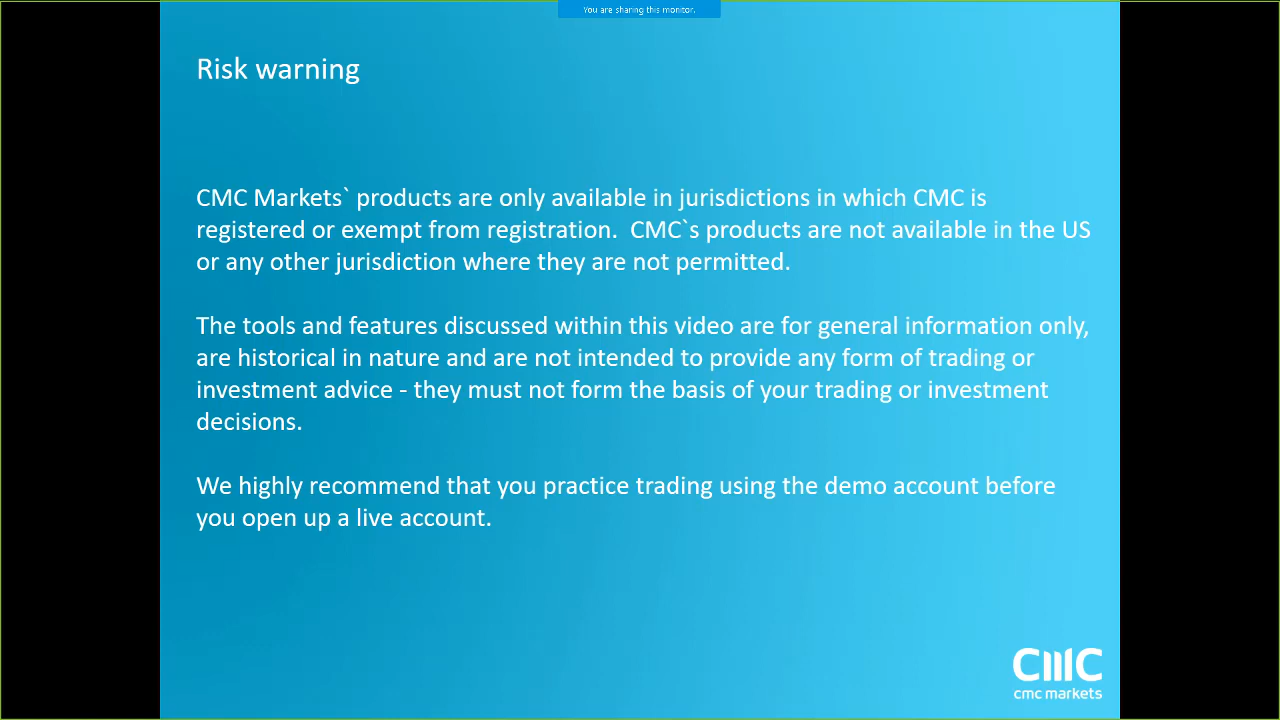 You are sharing this monitor.
Risk warning
CMC Markets` products are only available in jurisdictions in which CMC is
registered or exempt from registration.  CMC`s products are not available in the US
or any other jurisdiction where they are not permitted.
The tools and features discussed within this video are for general information only,
are historical in nature and are not intended to provide any form of trading or
investment advice - they must not form the basis of your trading or investment
decisions.
We highly recommend that you practice trading using the demo account before
you open up a live account.
CMC
cmc markets